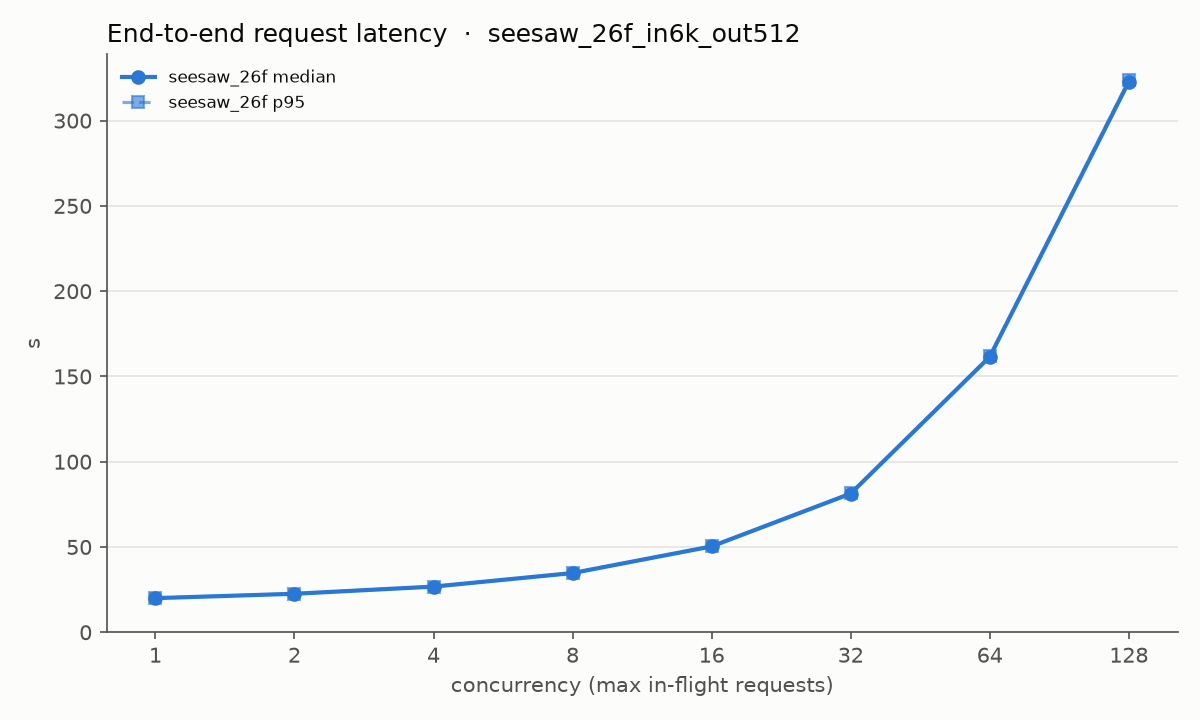 End-to-end request latency · seesaw_26f_in6k_out512
seesaw_26f median
seesaw_26f p95
300
250
200
150
100
50
0
s
1 2 4 8 16 32 64 128
concurrency (max in-flight requests)